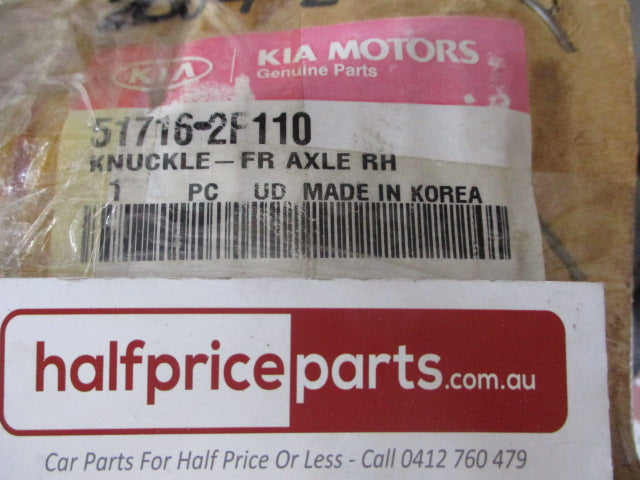 KIA
KIA MOTORS
Genuine Parts
51716-2F110
KNUCKLE-FR AXLE RH
1 PC UD MADE IN KOREA
halfpriceparts.com.au
Car Parts For Half Price Or Less - Call 0412 760 479